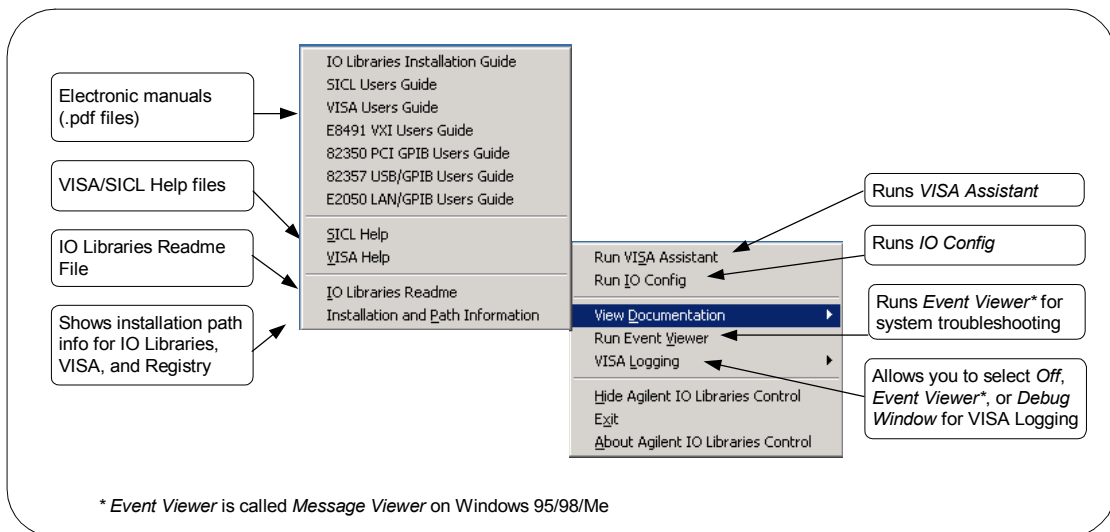 Electronic manuals
(.pdf files)
VISA/SICL Help files
IO Libraries Readme
File
Shows installation path
info for IO Libraries,
VISA, and Registry
IO Libraries Installation Guide
SICL Users Guide
VISA Users Guide
E8491 VXI Users Guide
82350 PCI GPIB Users Guide
82357 USB/GPIB Users Guide
E2050 LAN/GPIB Users Guide
SICL Help
VISA Help
IO Libraries Readme
Installation and Path Information
Run VISA Assistant
Run IO Config
View Documentation
Run Event Viewer
VISA Logging
Hide Agilent IO Libraries Control
Exit
About Agilent IO Libraries Control
Runs VISA Assistant
Runs IO Config
Runs Event Viewer* for
system troubleshooting
Allows you to select Off,
Event Viewer*, or Debug
Window for VISA Logging
* Event Viewer is called Message Viewer on Windows 95/98/Me